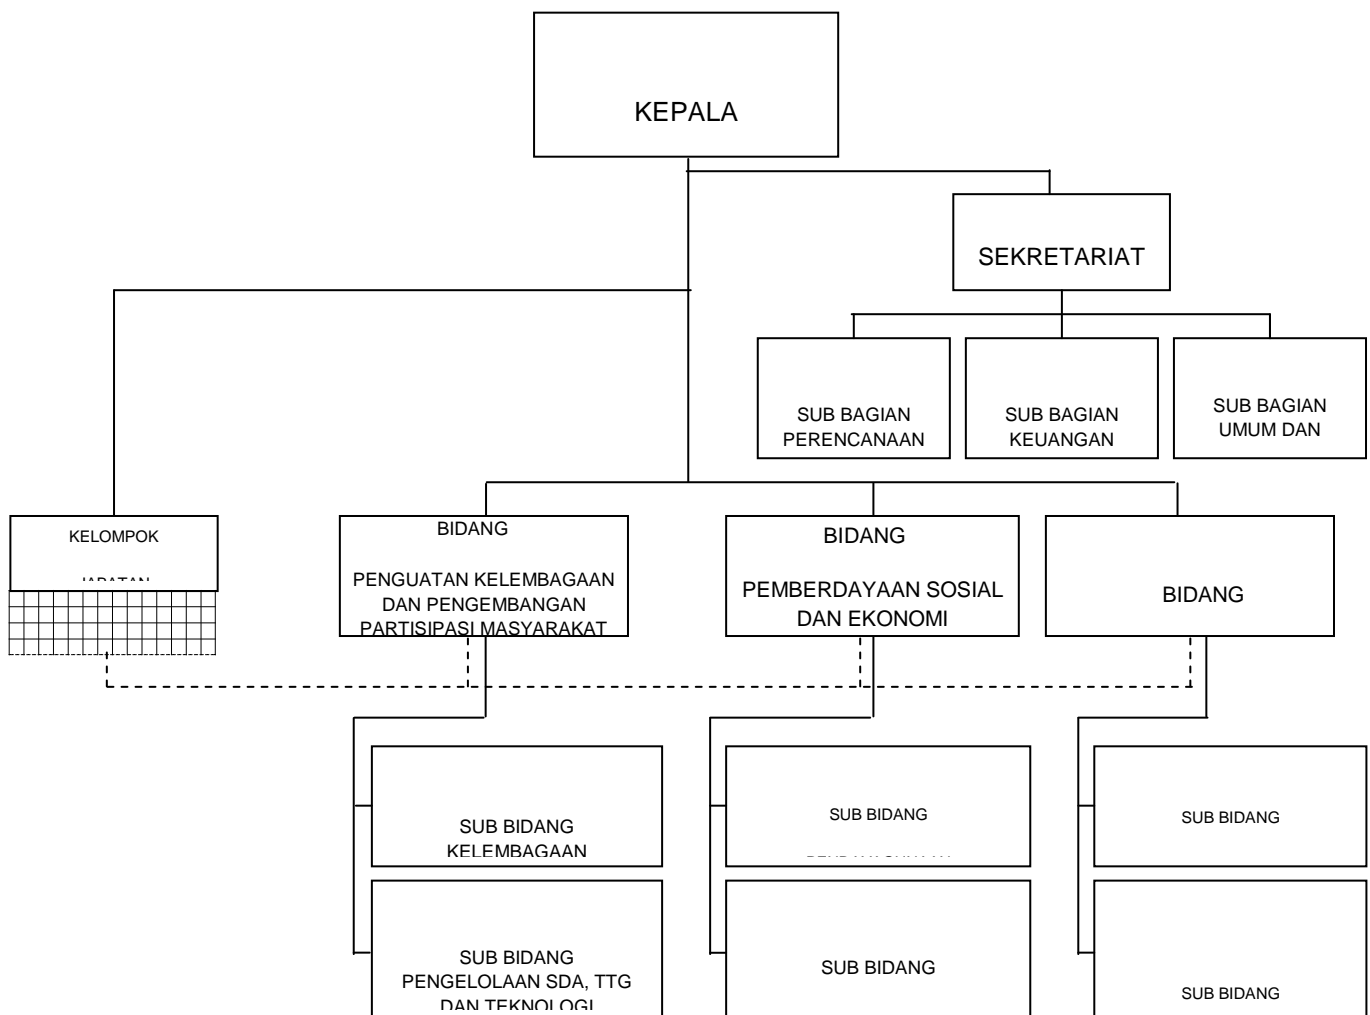 KEPALA
SEKRETARIAT
SUB BAGIAN
PERENCANAAN
SUB BAGIAN
KEUANGAN
SUB BAGIAN
UMUM DAN
KELOMPOK
BIDANG
PENGUATAN KELEMBAGAAN
DAN PENGEMBANGAN
PARTISIPASI MASYARAKAT
BIDANG
PEMBERDAYAAN SOSIAL
DAN EKONOMI
BIDANG
SUB BIDANG
KELEMBAGAAN
SUB BIDANG
SUB BIDANG
SUB BIDANG
PENGELOLAAN SDA, TTG
DAN TEKNOLOGI
SUB BIDANG
SUB BIDANG